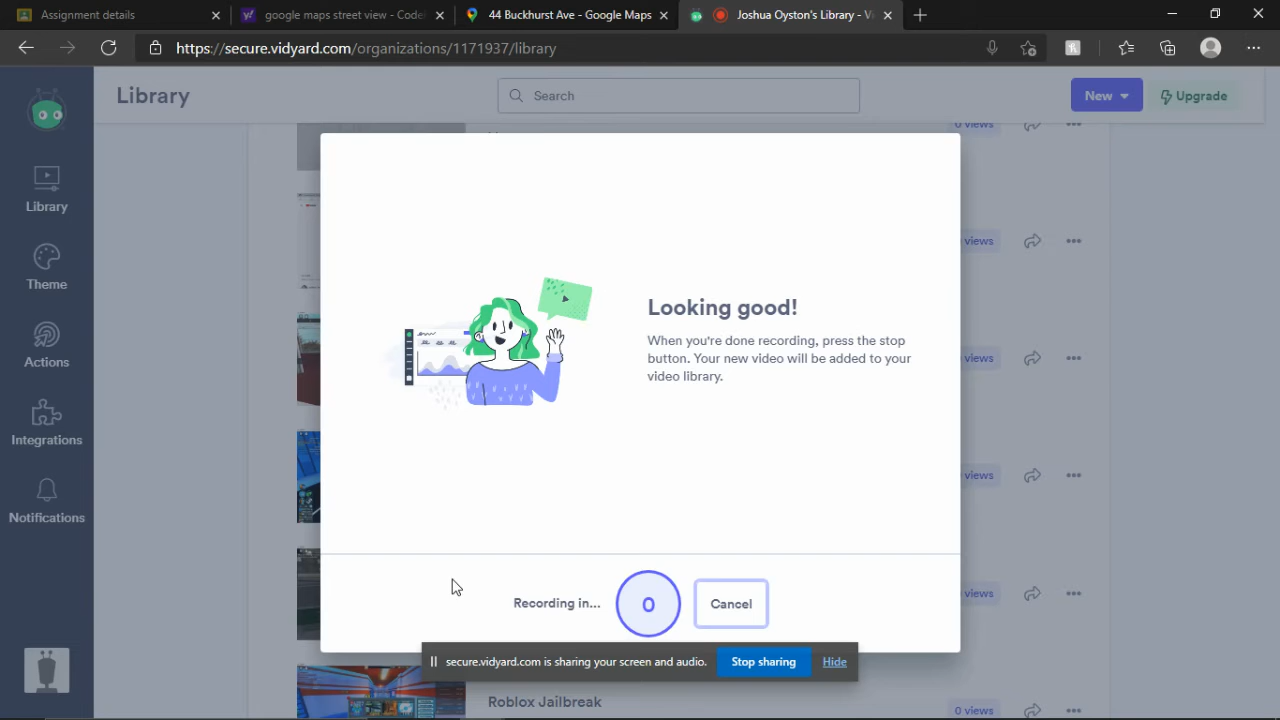 Assignment details
google maps street view - Code
44 Buckhurst Ave - Google Maps
Joshua Oyston's Library - V
https://secure.vidyard.com/organizations/1171937/library
Library
Search
New
Upgrade
0 views
Library
views
Theme
Looking good!
When you're done recording, press the stop
button. Your new video will be added to your
video library.
Actions
views
Integrations
views
Notifications
views
Recording in...
0
Cancel
secure.vidyard.com is sharing your screen and audio.
Stop sharing
Hide
Roblox Jailbreak
0 views